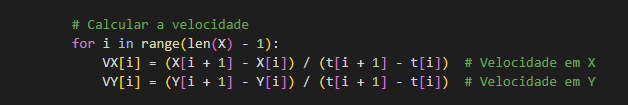 # Calcular a velocidade
for i in range(len(X) - 1):
VX[i] = (X[i + 1] - X[i]) / (t[i + 1] - t[i])  # Velocidade em X
VY[i] = (Y[i + 1] - Y[i]) / (t[i + 1] - t[i])  # Velocidade em Y